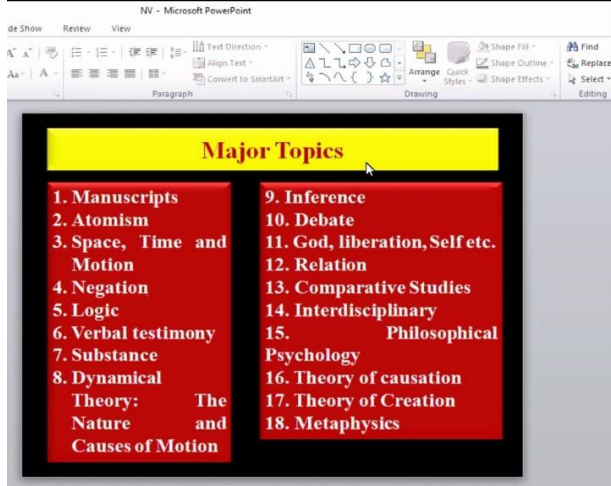 NV - Microsoft PowerPoint
de Show Review View
Text Direction
Align Text
Convert to SmartArt
Paragraph
Arrange
Quick Styles
Drawing
Shape Fill
Shape Outline
Shape Effects
Find
Replace
Select
Editing
Major Topics
1. Manuscripts
2. Atomism
3. Space, Time and
Motion
4. Negation
5. Logic
6. Verbal testimony
7. Substance
8. Dynamical
Theory: The
Nature and
Causes of Motion
9. Inference
10. Debate
11. God, liberation, Self etc.
12. Relation
13. Comparative Studies
14. Interdisciplinary
15. Philosophical
Psychology
16. Theory of causation
17. Theory of Creation
18. Metaphysics